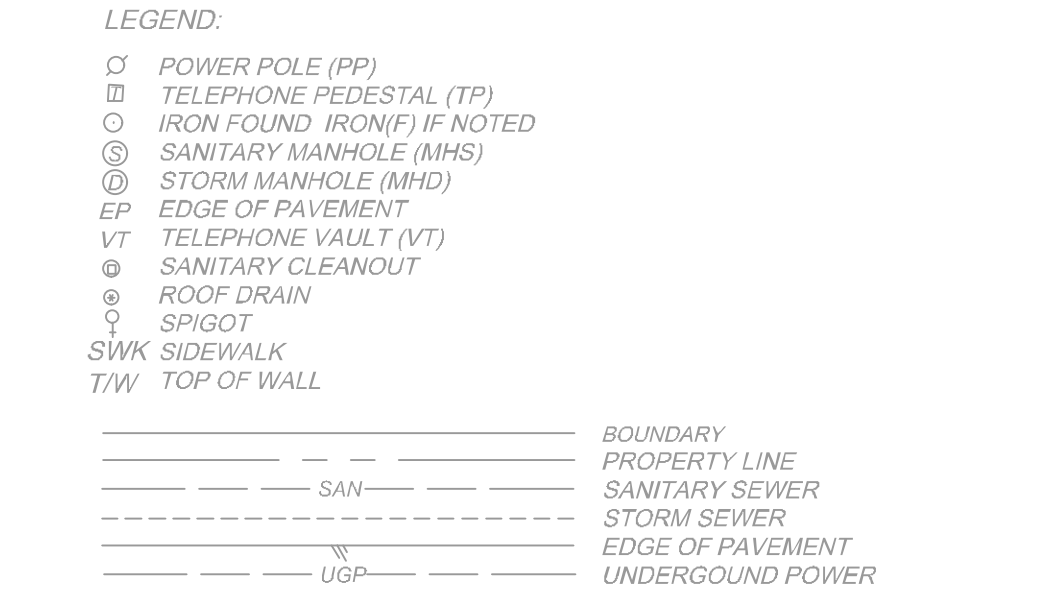 LEGEND:
POWER POLE (PP)
T TELEPHONE PEDESTAL (TP)
IRON FOUND IRON(F) IF NOTED
S SANITARY MANHOLE (MHS)
D STORM MANHOLE (MHD)
EP EDGE OF PAVEMENT
VT TELEPHONE VAULT (VT)
SANITARY CLEANOUT
ROOF DRAIN
SPIGOT
SWK SIDEWALK
T/W TOP OF WALL
BOUNDARY
PROPERTY LINE
SAN SANITARY SEWER
STORM SEWER
EDGE OF PAVEMENT
UGP UNDERGOUND POWER